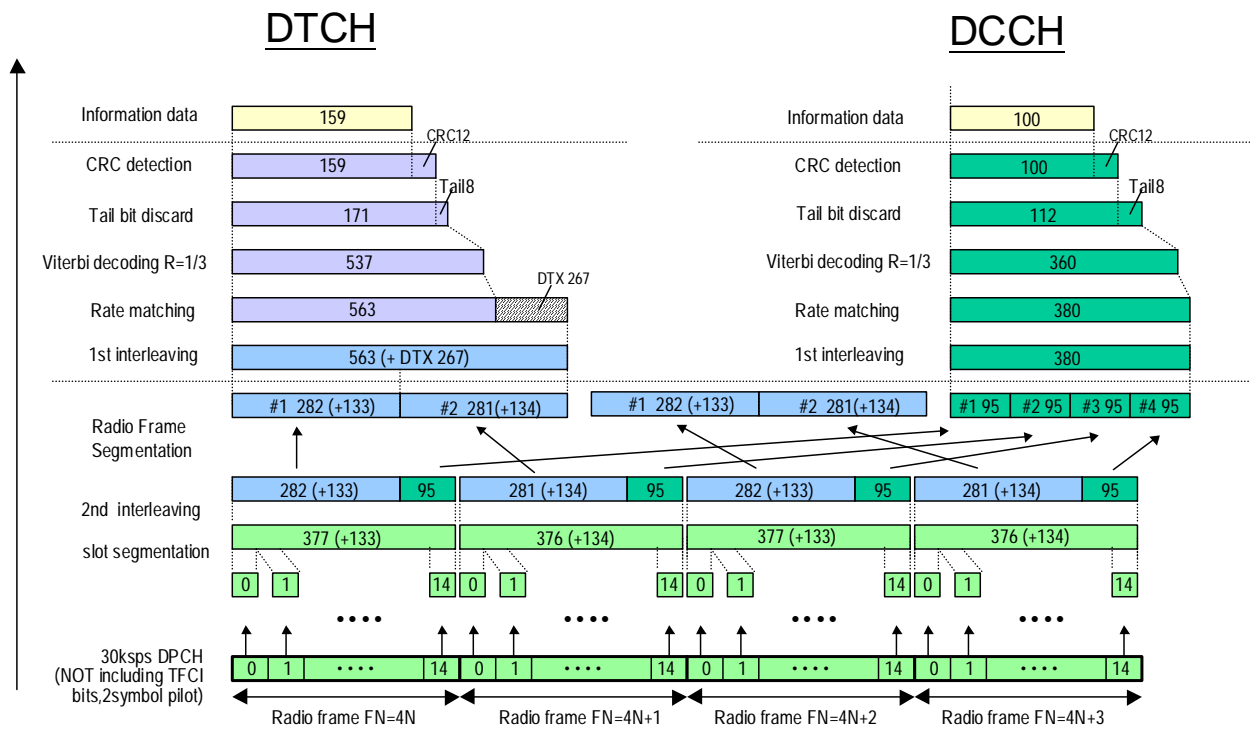 DTCH DCCH
Information data 159 Information data 100
CRC12 CRC12
CRC detection 159 CRC detection 100
Tail8 Tail8
Tail bit discard 171 Tail bit discard 112
Viterbi decoding R=1/3 537 Viterbi decoding R=1/3 360
DTX 267
Rate matching 563 Rate matching 380
1st interleaving 563 (+ DTX 267) 1st interleaving 380
#1 282 (+133) #2 281(+134) #1 282 (+133) #2 281(+134) #1 95 #2 95 #3 95 #4 95
Radio Frame
Segmentation
282 (+133) 95 281 (+134) 95 282 (+133) 95 281 (+134) 95
2nd interleaving
377 (+133) 376 (+134) 377 (+133) 376 (+134)
slot segmentation
0 1 14 0 1 14 0 1 14 0 1 14
•••• •••• •••• ••••
30ksps DPCH
(NOT including TFCI
bits,2symbol pilot)
0 1 •••• 14 0 1 •••• 14 0 1 •••• 14 0 1 •••• 14
Radio frame FN=4N Radio frame FN=4N+1 Radio frame FN=4N+2 Radio frame FN=4N+3